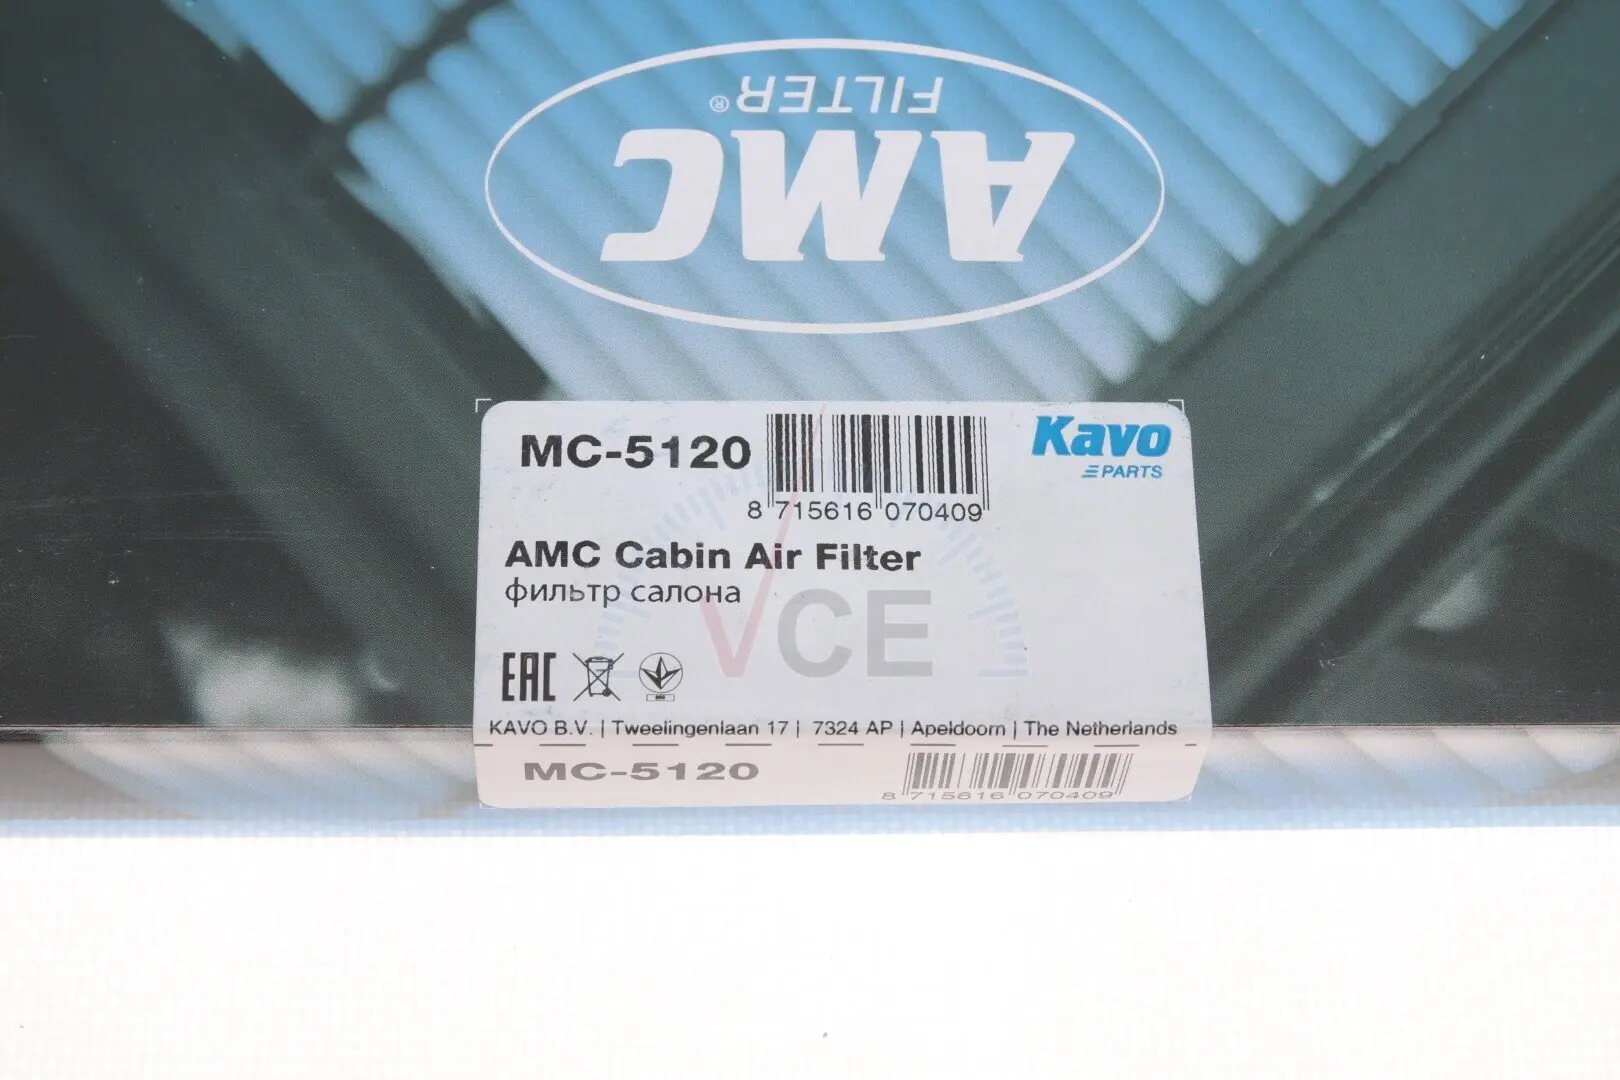 AMC
FILTER®
MC-5120
8 715616 070409
Kavo
PARTS
AMC Cabin Air Filter
фильтр салона
VCE
EAC
KAVO B.V. | Tweelingenlaan 17 | 7324 AP | Apeldoorn | The Netherlands
MC-5120
8 715616 070409